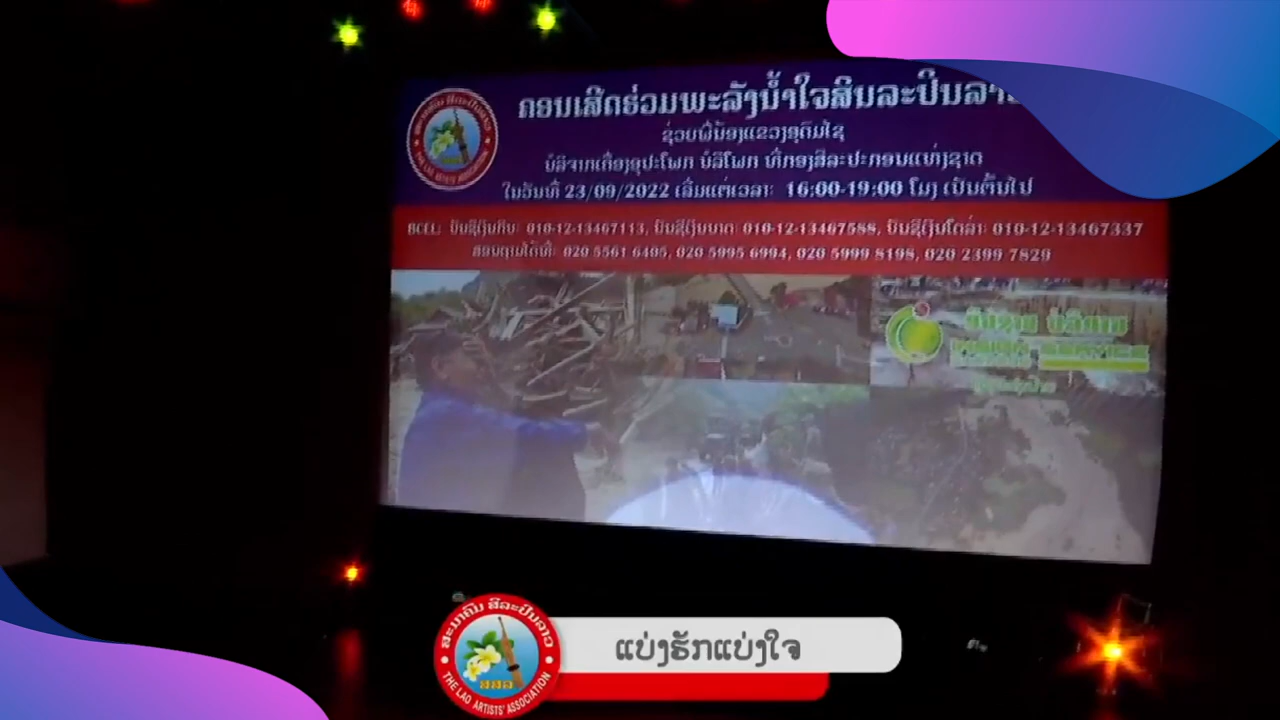 ຄອນເສີດຮ່ວມພະລັງນ້ຳໃຈສິນລະປິນລາວ
ຊ່ວຍພີ່ນ້ອງແຂວງອຸດົມໄຊ
ບໍລິຈາກເຄື່ອງອຸປະໂພກ ບໍລິໂພກ ທີ່ກອງສິລະປະກອນແຫ່ງຊາດ
ໃນວັນທີ 23/09/2022 ເລີ່ມແຕ່ເວລາ: 16:00-19:00 ໂມງ ເປັນຕົ້ນໄປ
BCEL: ບັນຊີເງິນກີບ: 010-12-13467113, ບັນຊີເງິນບາດ: 010-12-13467588, ບັນຊີເງິນໂດລ່າ: 010-12-13467337
ສອບຖາມໄດ້ທີ່: 020 5561 6405, 020 5995 6994, 020 5999 8198, 020 2399 7829
ສະມາຄົມ ສິລະປິນລາວ
ສສລ
THE LAO ARTISTS' ASSOCIATION
ແບ່ງຮັກແບ່ງໃຈ